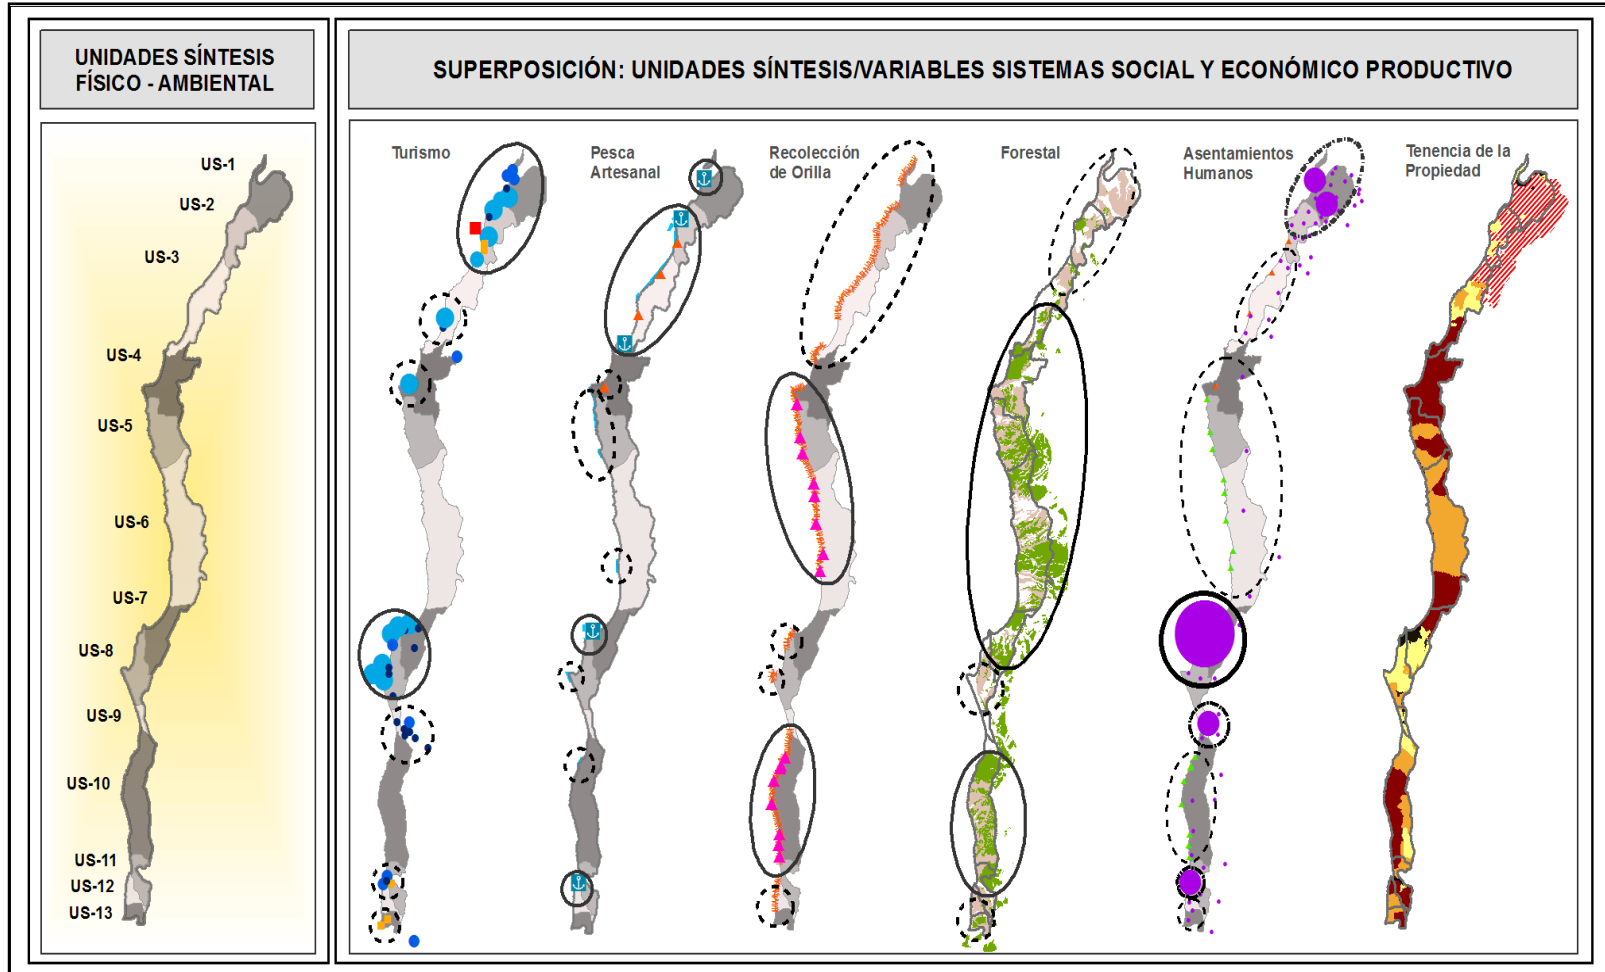 UNIDADES SÍNTESIS
FÍSICO - AMBIENTAL
SUPERPOSICIÓN: UNIDADES SÍNTESIS/VARIABLES SISTEMAS SOCIAL Y ECONÓMICO PRODUCTIVO
US-1
US-2
US-3
US-4
US-5
US-6
US-7
US-8
US-9
US-10
US-11
US-12
US-13
Turismo
Pesca
Artesanal
Recolección
de Orilla
Forestal
Asentamientos
Humanos
Tenencia de la
Propiedad